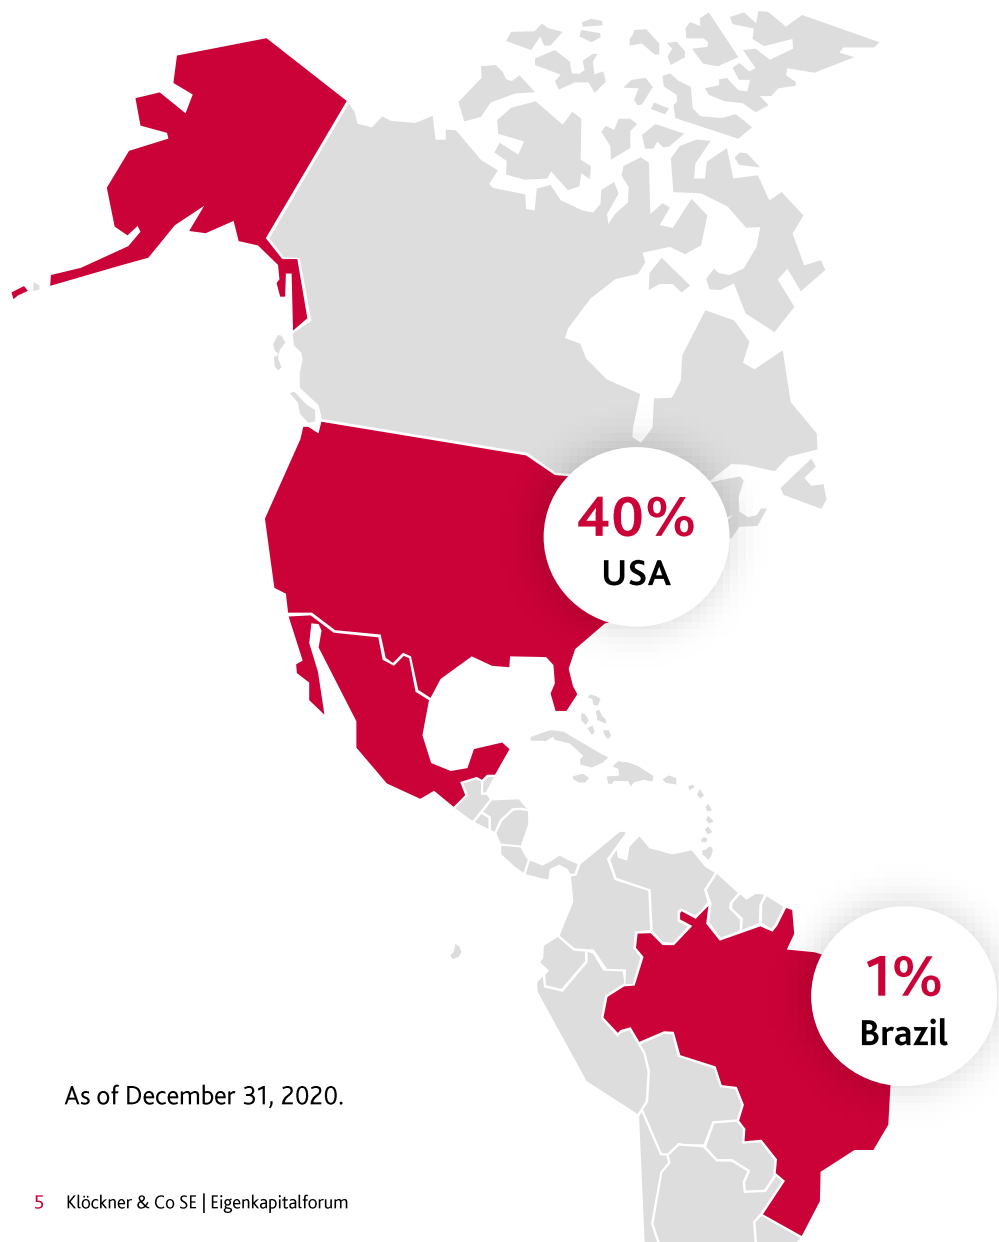 40%
USA
1%
Brazil
As of December 31, 2020.
5 Klöckner & Co SE | Eigenkapitalforum